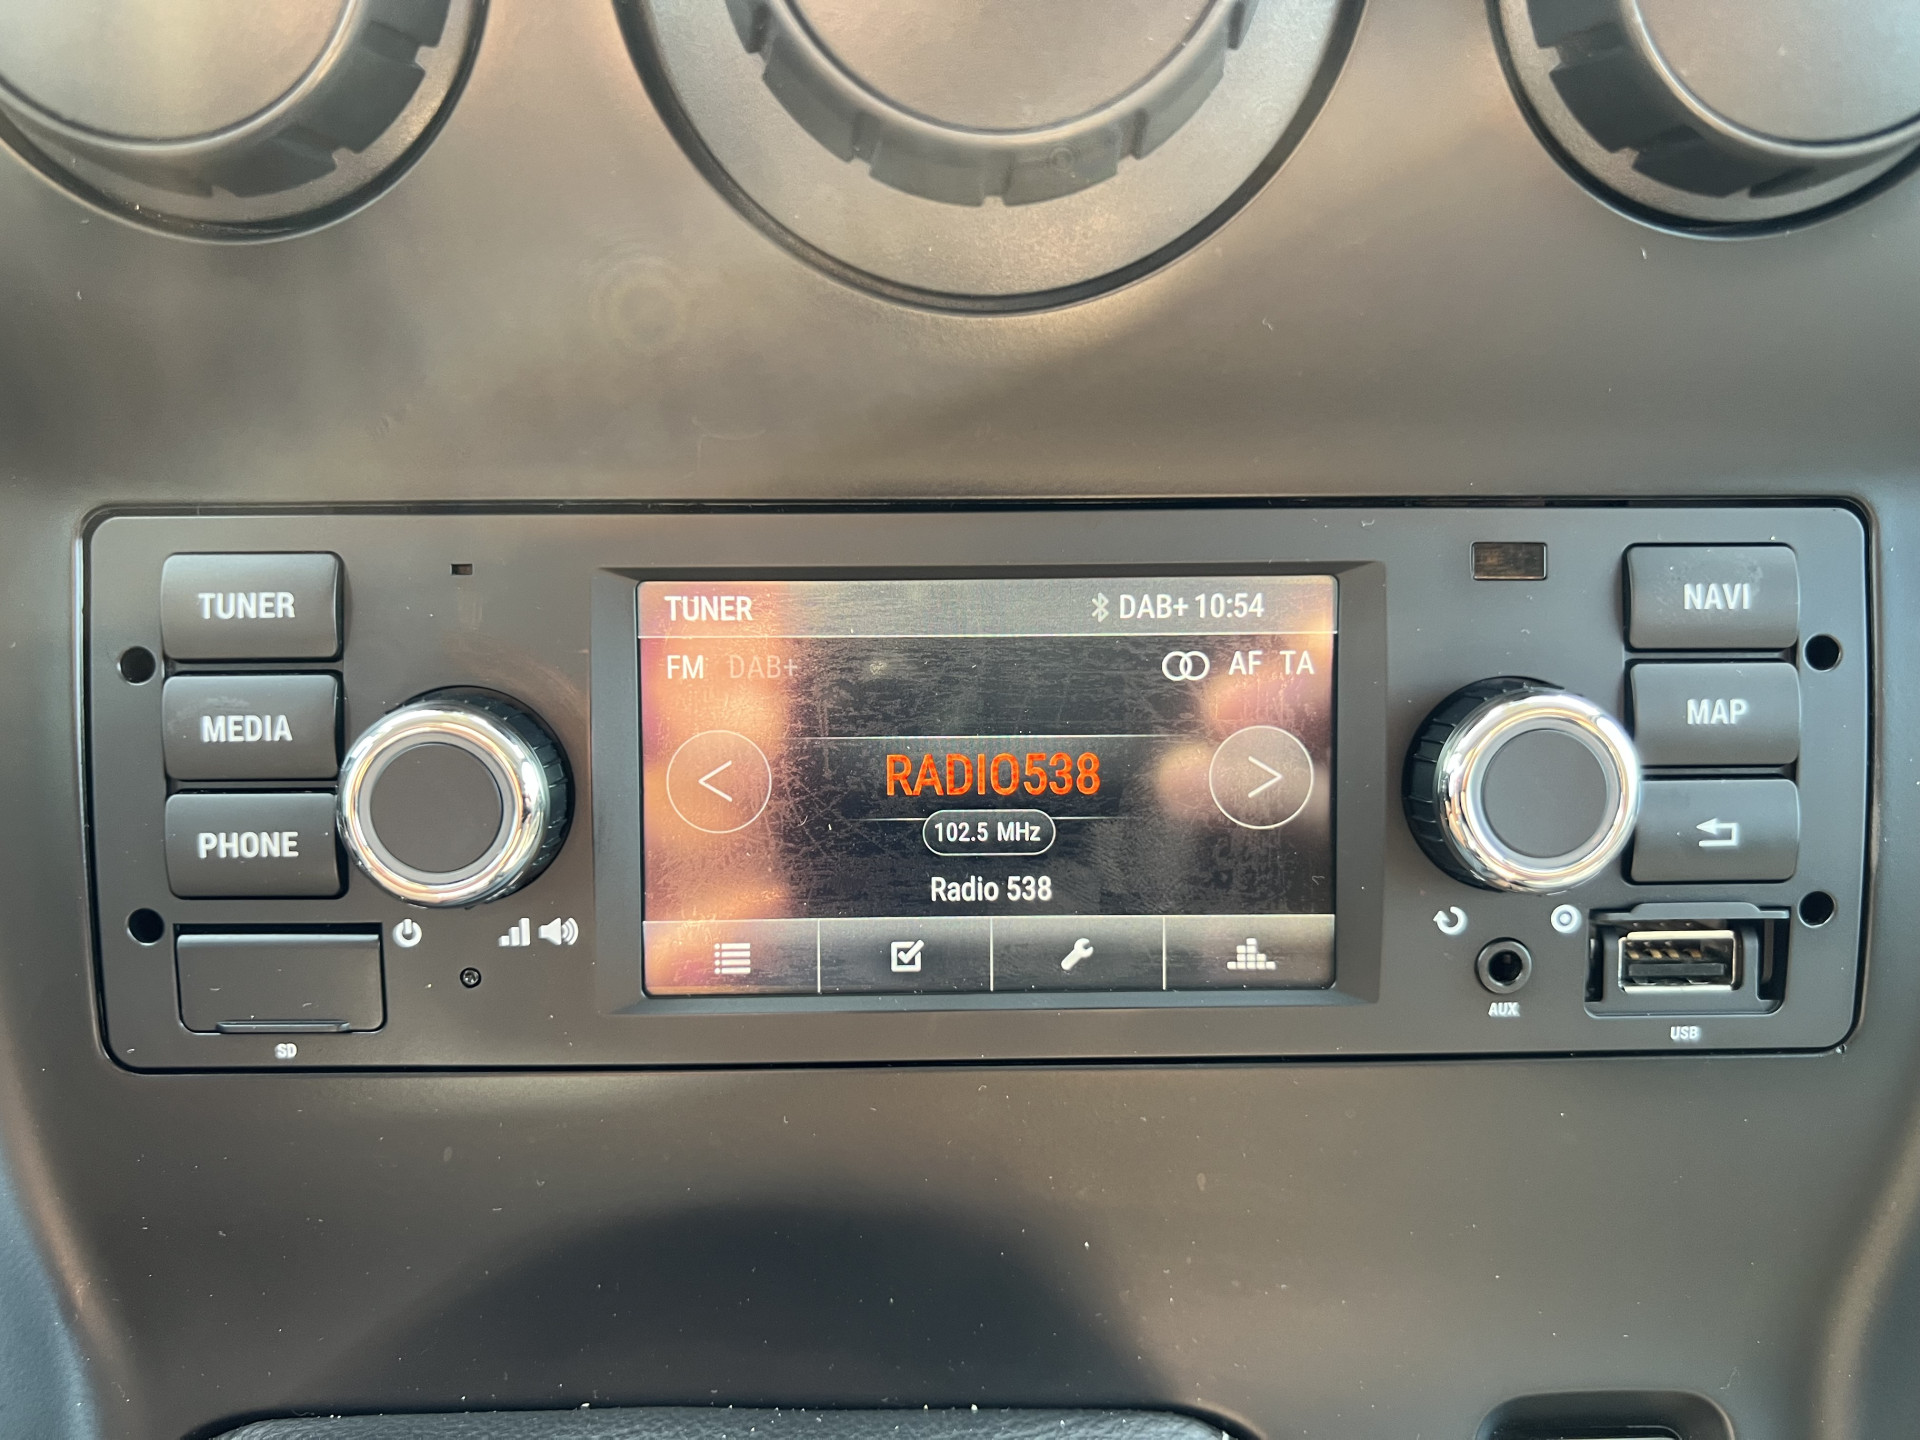 TUNER
MEDIA
PHONE
SD
TUNER DAB+ 10:54
FM DAB+ AF TA
< RADIO538 >
102.5 MHz
Radio 538
NAVI
MAP
AUX
USB